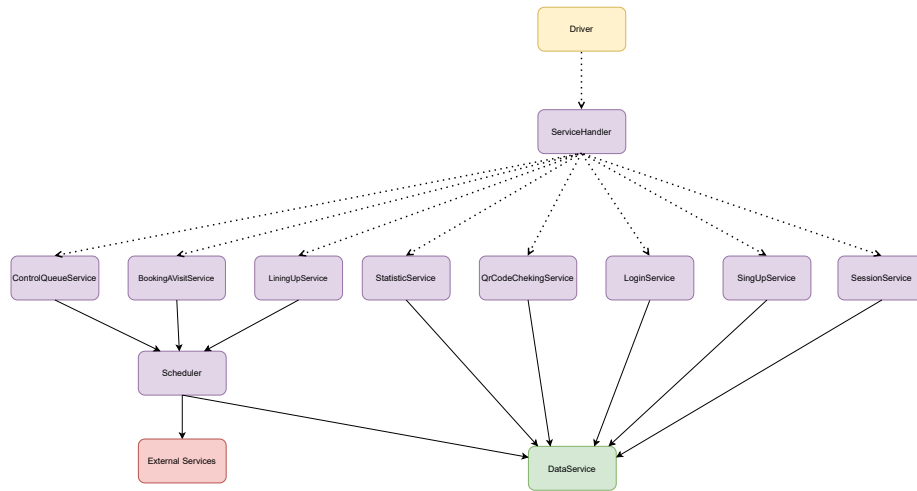 Driver
ServiceHandler
ControlQueueService
BookingAVisitService
LiningUpService
StatisticService
QrCodeChekingService
LoginService
SingUpService
SessionService
Scheduler
External Services
DataService